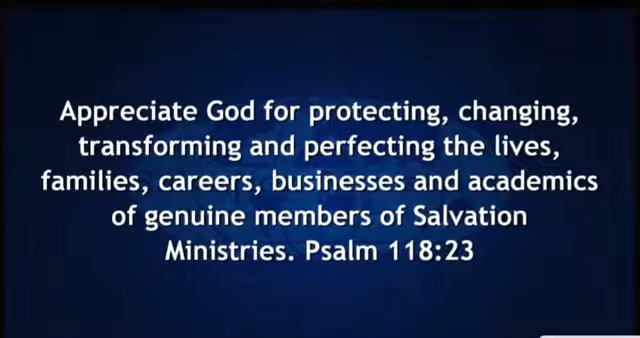 Appreciate God for protecting, changing,
transforming and perfecting the lives,
families, careers, businesses and academics
of genuine members of Salvation
Ministries. Psalm 118:23